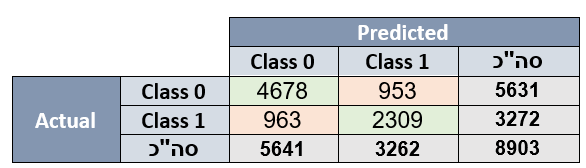 Predicted
Class 0 Class 1 סה"כ
Actual Class 0 4678 953 5631
Class 1 963 2309 3272
סה"כ 5641 3262 8903